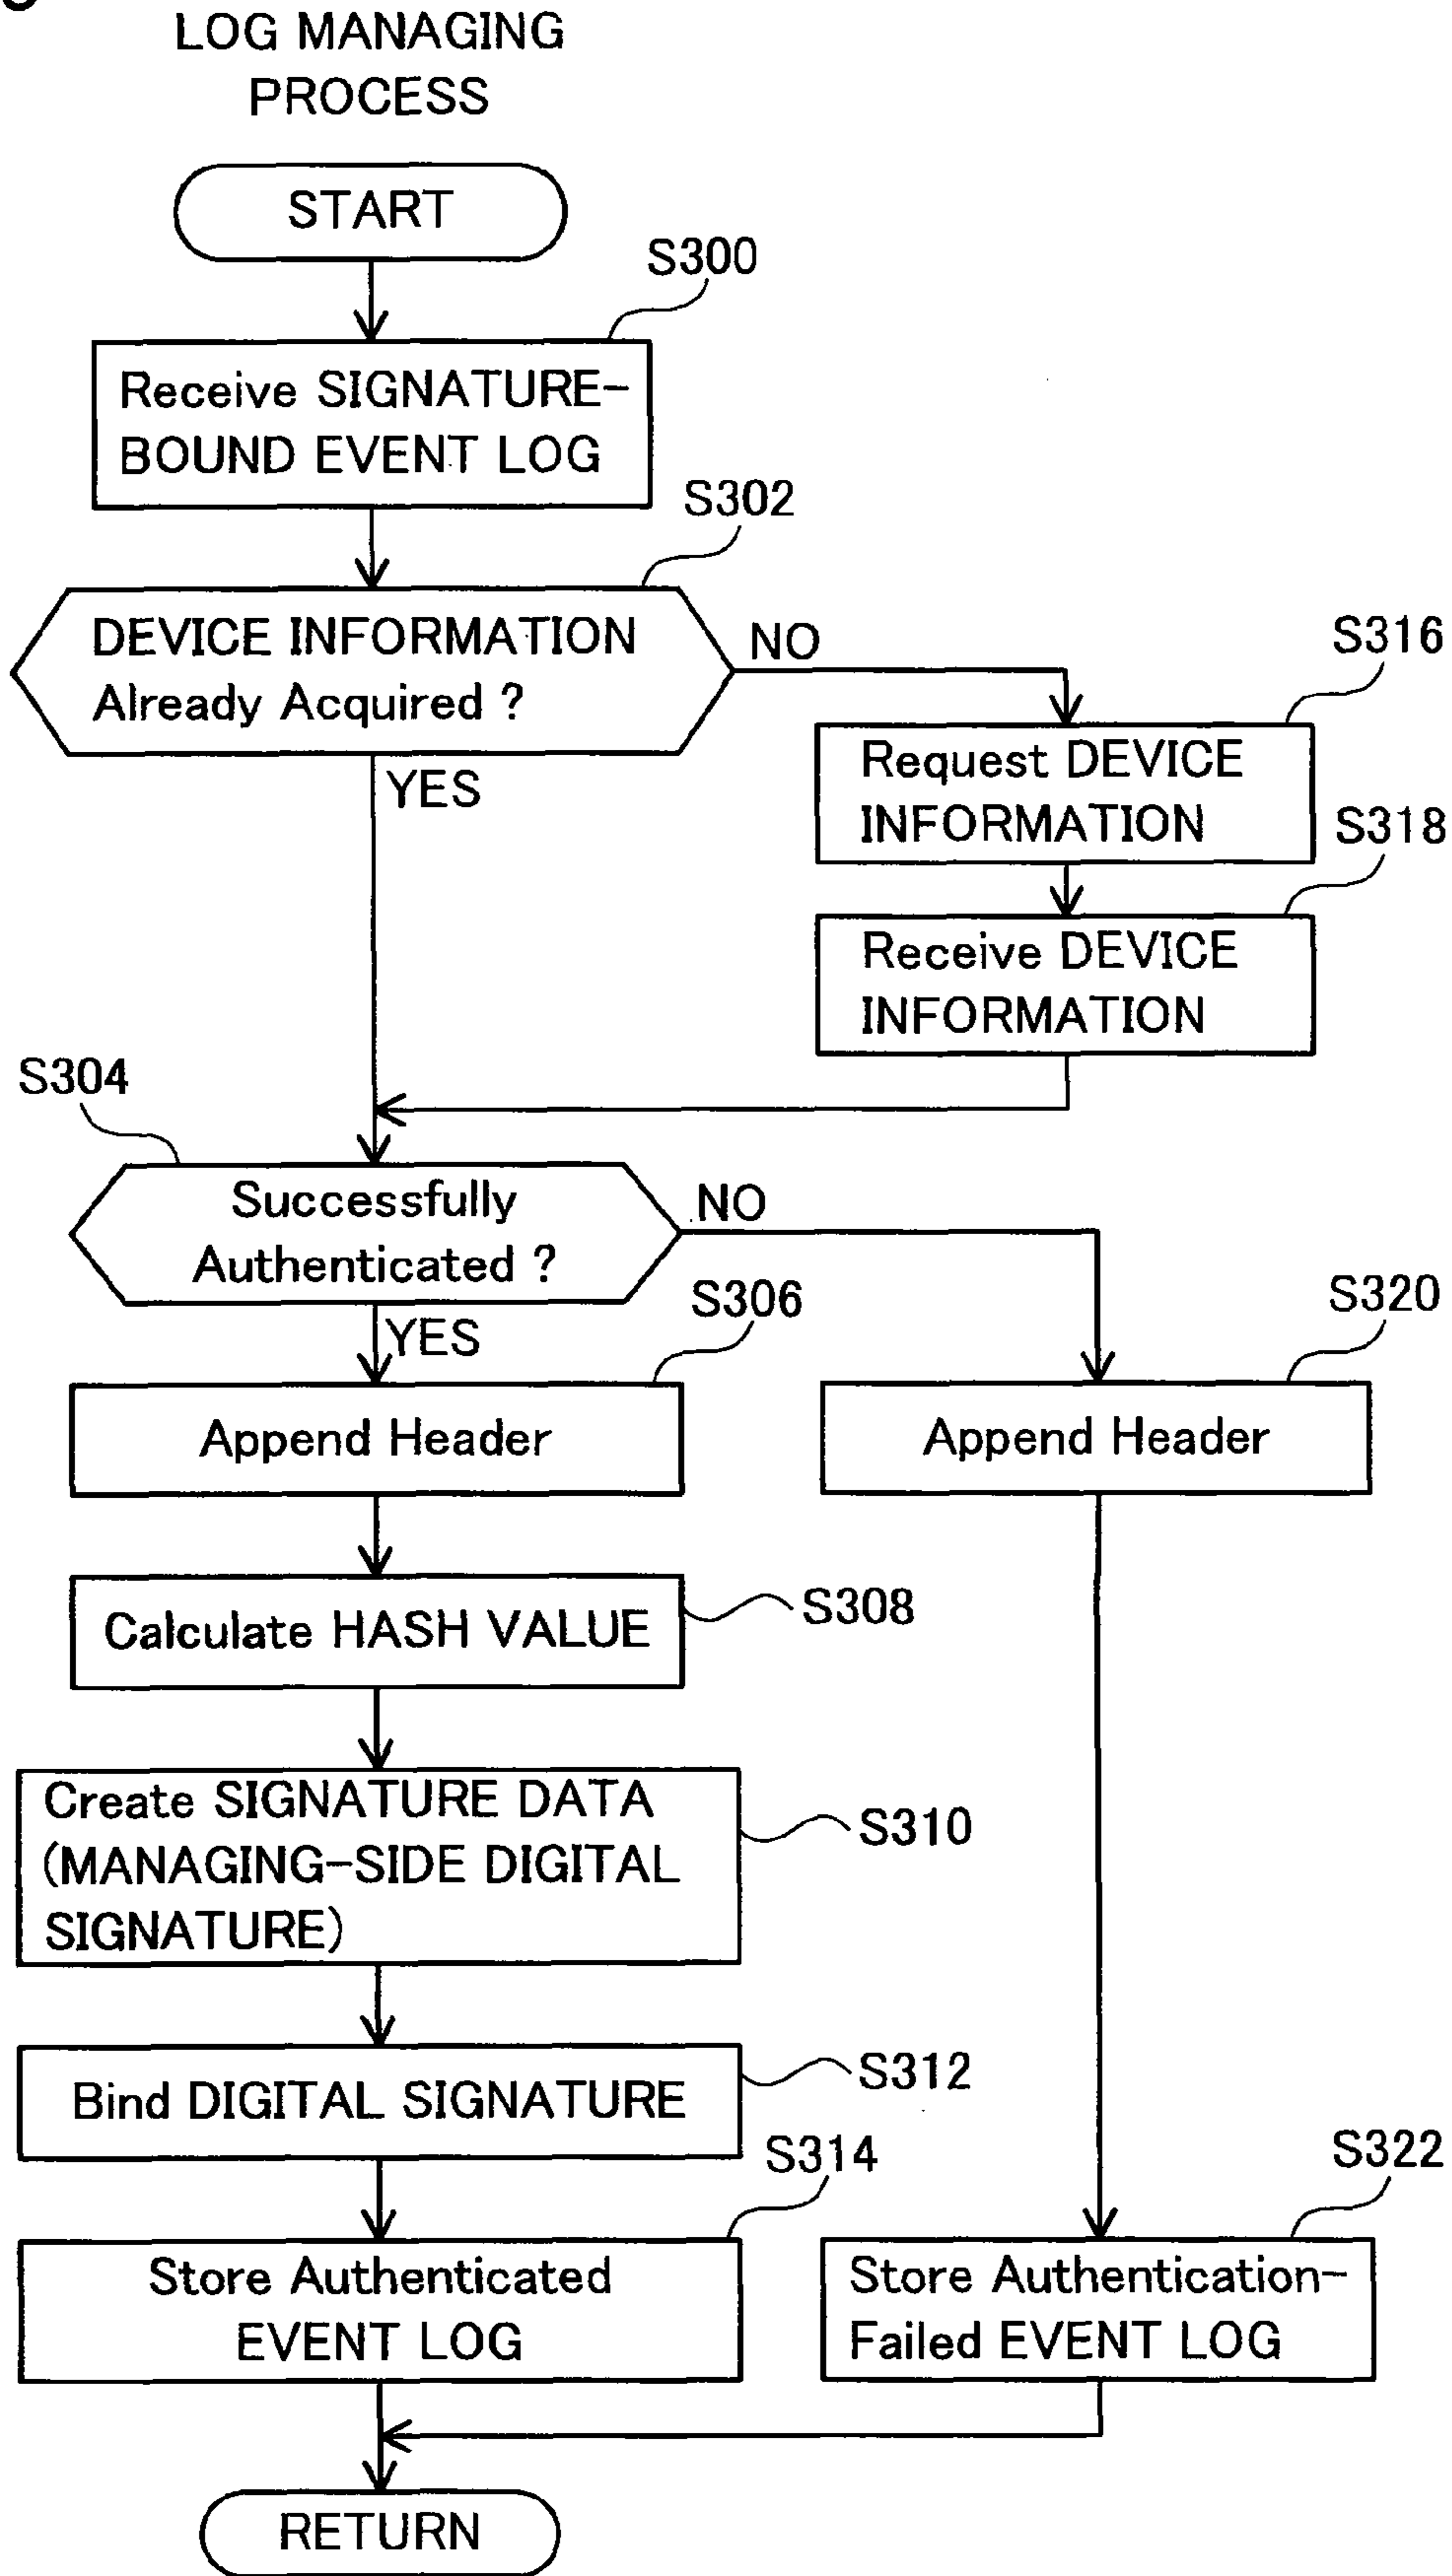 LOG MANAGING
PROCESS
START
S300
Receive SIGNATURE-
BOUND EVENT LOG
S302
DEVICE INFORMATION
Already Acquired ?
NO
YES
S316
Request DEVICE
INFORMATION
S318
Receive DEVICE
INFORMATION
S304
Successfully
Authenticated ?
NO
YES
S306
Append Header
S320
Append Header
Calculate HASH VALUE
S308
Create SIGNATURE DATA
(MANAGING-SIDE DIGITAL
SIGNATURE)
S310
Bind DIGITAL SIGNATURE
S312
S314
Store Authenticated
EVENT LOG
S322
Store Authentication-
Failed EVENT LOG
RETURN